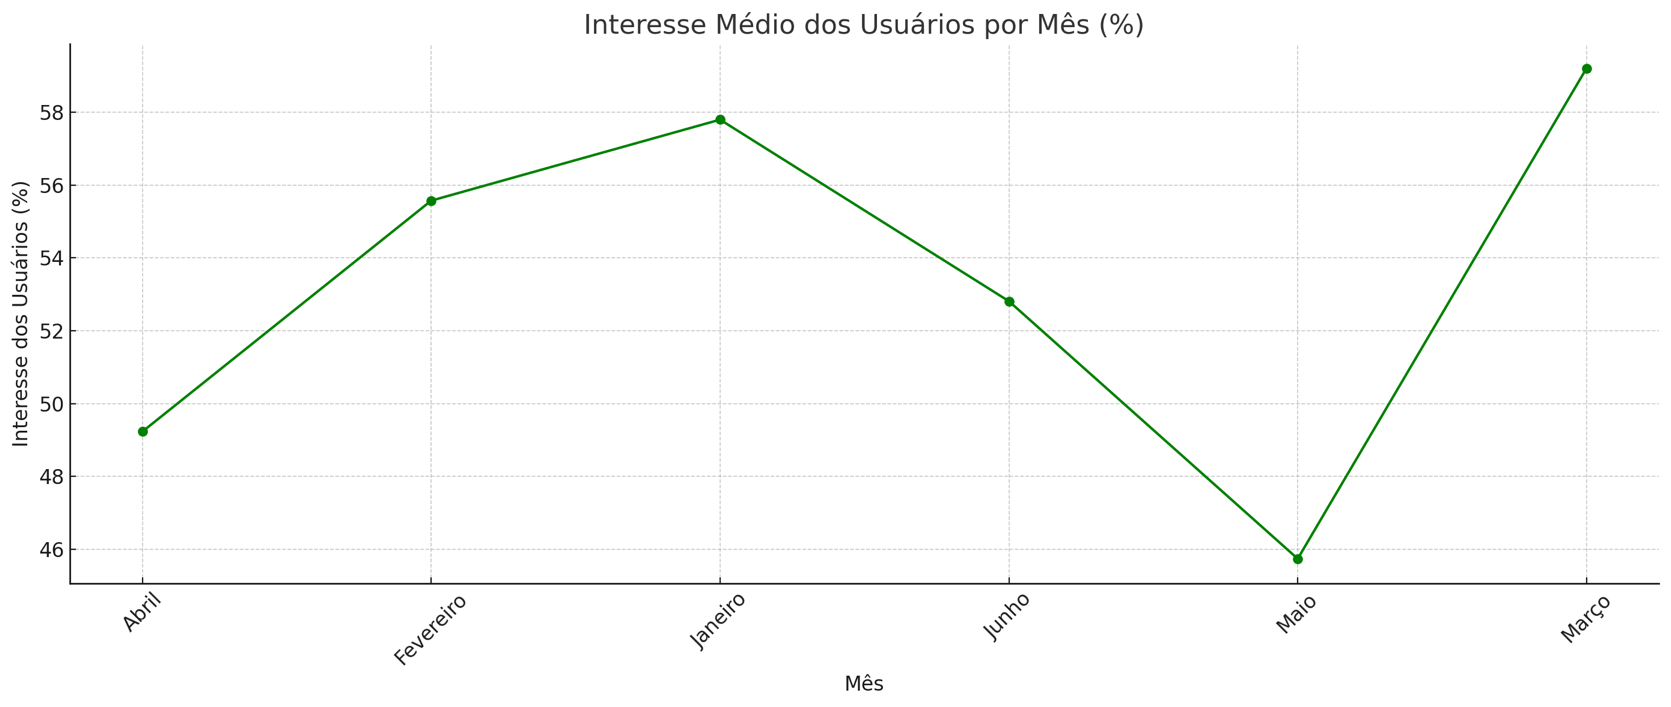 Interesse Médio dos Usuários por Mês (%)
Interesse dos Usuários (%)
58
56
54
52
50
48
46
Abril
Fevereiro
Janeiro
Junho
Maio
Março
Mês